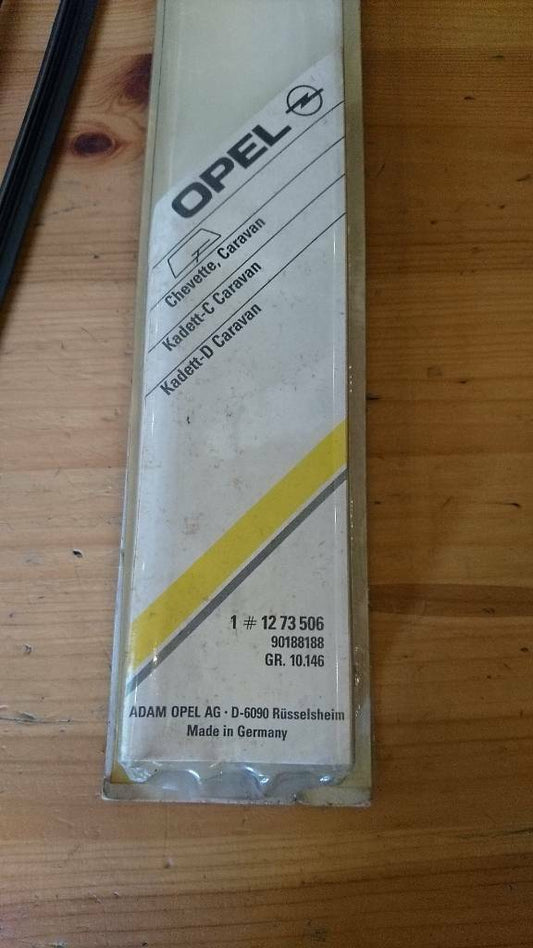 OPEL
Chevette, Caravan
Kadett-C Caravan
Kadett-D Caravan
1 # 12 73 506
90188188
GR. 10.146
ADAM OPEL AG · D-6090 Rüsselsheim
Made in Germany